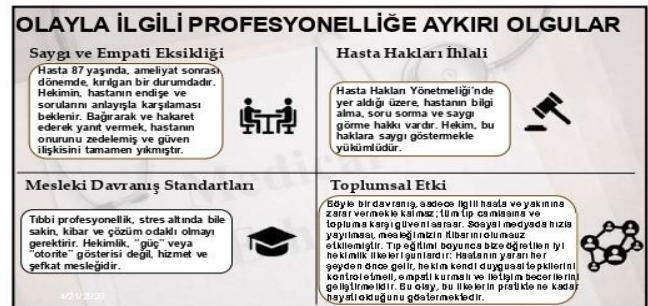 OLAYLA İLGİLİ PROFESYONELLİĞE AYKIRI OLGULAR
Saygı ve Empati Eksikliği
Hasta 87 yaşında, ameliyat sonrası
dönemde, kırılgan bir durumdadır.
Hekimin, hastanın endişe ve
sorularını anlayışla karşılaması
beklenir. Bağırarak ve hakaret
ederek yanıt vermek, hastanın
onurunu zedelemiş ve güven
ilişkisini tamamen yıkmıştır.
Hasta Hakları İhlali
Hasta Hakları Yönetmeliği'nde
yer aldığı üzere, hastanın bilgi
alma, soru sorma ve saygı
görme hakkı vardır. Hekim, bu
haklara saygı göstermekle
yükümlüdür.
Mesleki Davranış Standartları
Tıbbi profesyonellik, stres altında bile
sakin, kibar ve çözüm odaklı olmayı
gerektirir. Hekimlik, "güç" veya
"otorite" gösterisi değil, hizmet ve
şefkat mesleğidir.
4/21/2020
Toplumsal Etki
Böyle bir davranış, sadece ilgili hasta ve yakınına
zarar vermekle kalmaz; tüm tıp camiasına ve
topluma karşı güveni sarsar. Sosyal medyada hızla
yayılması, mesleğimizin itibarını olumsuz
etkilemiştir. Tıp eğitimi boyunca bize öğretilen iyi
hekimlik ilkeleri şunlardır: Hastanın yararı her
şeyden önce gelir, hekim kendi duygusal tepkilerini
kontrol etmeli, empati kurmalı ve iletişim becerilerini
geliştirmelidir. Bu olay, bu ilkelerin pratikte ne kadar
hayati olduğunu göstermektedir.
Medical